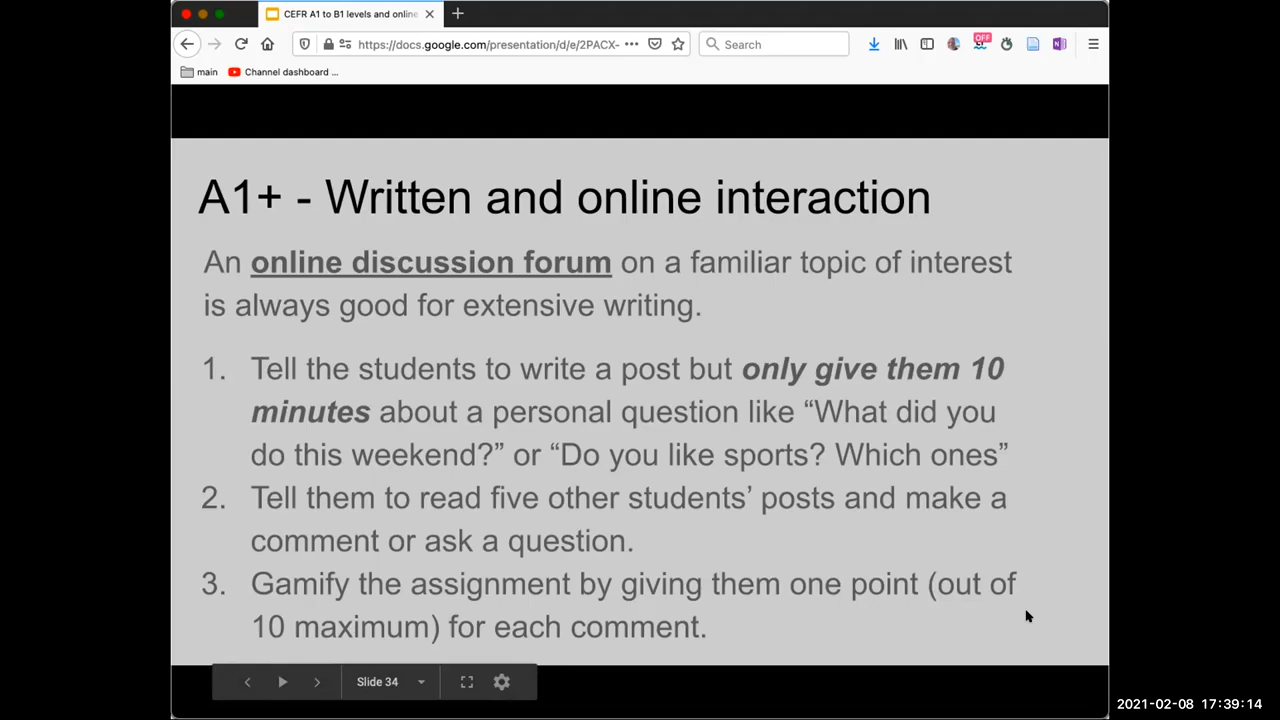 CEFR A1 to B1 levels and online
https://docs.google.com/presentation/d/e/2PACX-
Search
OFF
main
Channel dashboard ...
A1+ - Written and online interaction
An online discussion forum on a familiar topic of interest
is always good for extensive writing.
1. Tell the students to write a post but only give them 10
minutes about a personal question like “What did you
do this weekend?” or “Do you like sports? Which ones”
2. Tell them to read five other students’ posts and make a
comment or ask a question.
3. Gamify the assignment by giving them one point (out of
10 maximum) for each comment.
Slide 34
2021-02-08 17:39:14